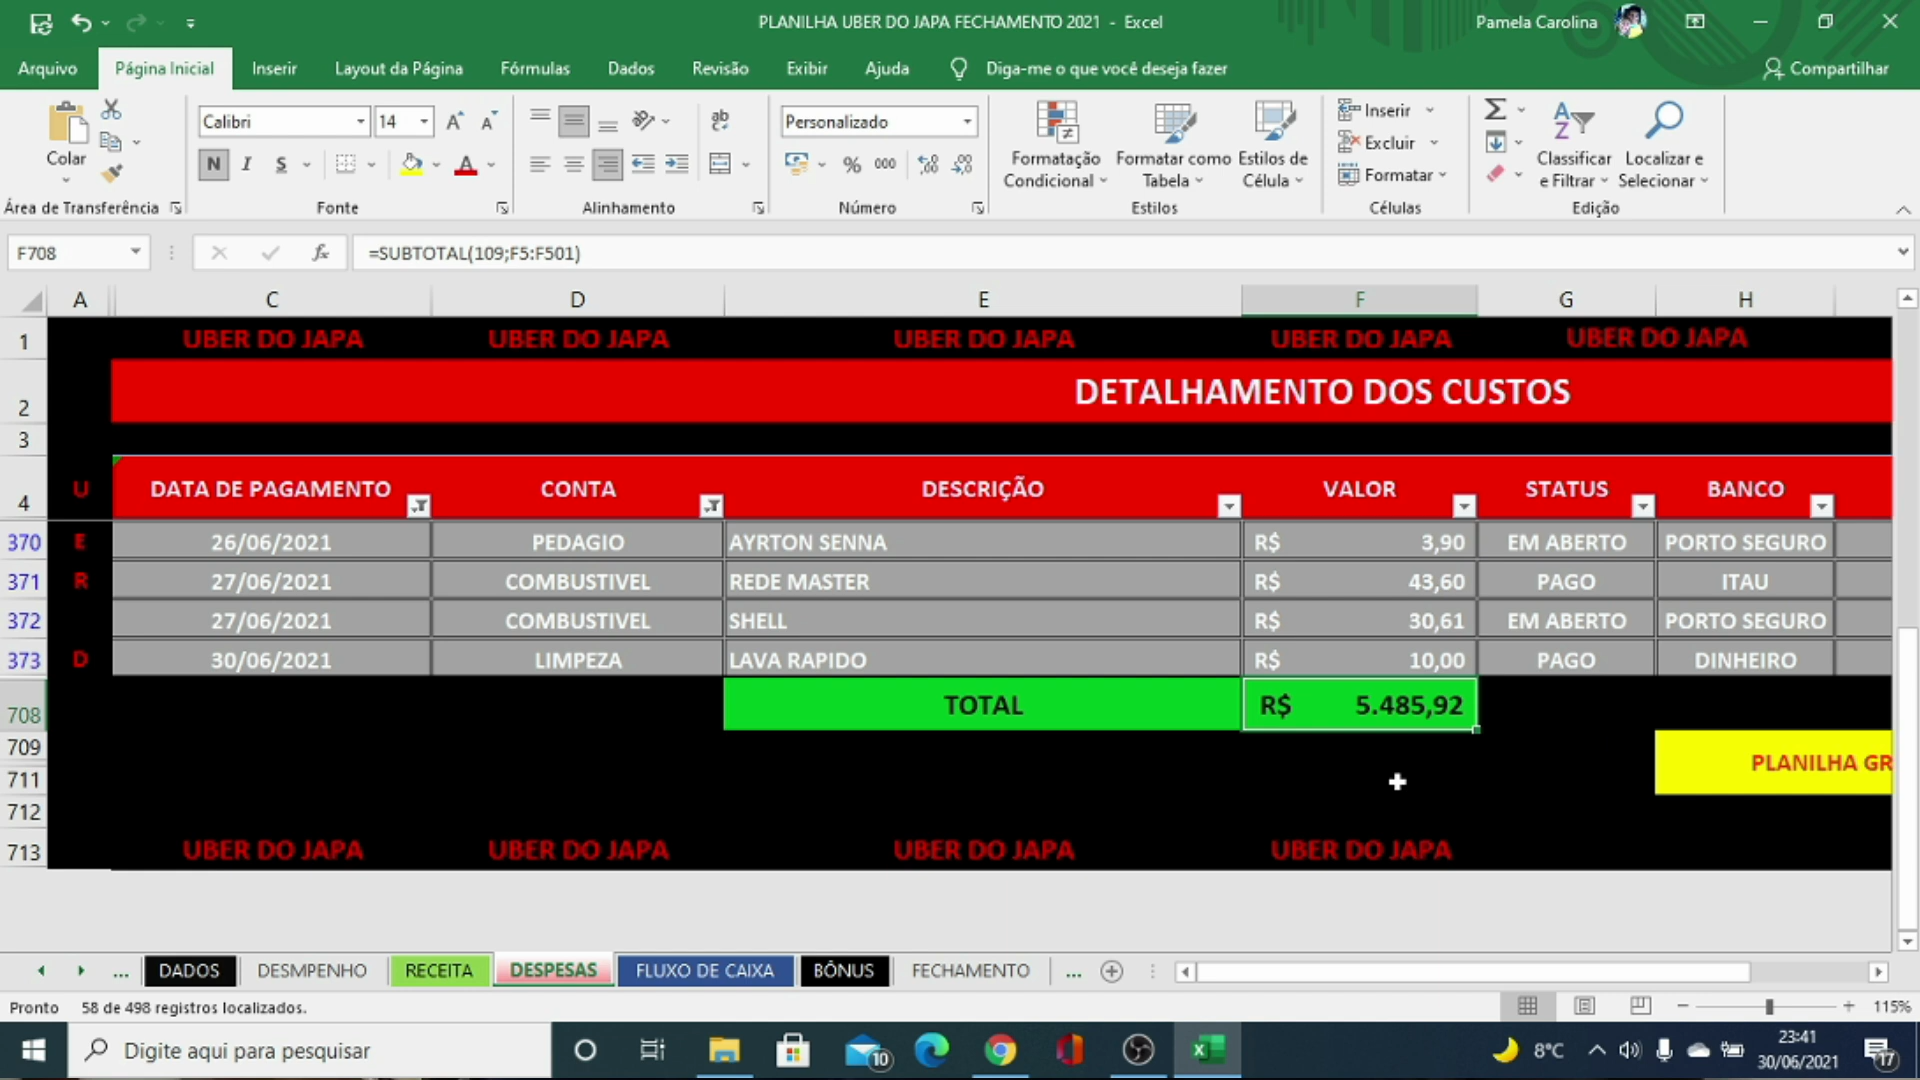 PLANILHA UBER DO JAPA FECHAMENTO 2021 - Excel
Pamela Carolina
Arquivo Página Inicial Inserir Layout da Página Fórmulas Dados Revisão Exibir Ajuda Diga-me o que você deseja fazer Compartilhar
Colar
Área de Transferência
Calibri 14
N I S
Fonte
Alinhamento
Personalizado
% 000
Número
Formatação Condicional
Formatar como Tabela
Estilos de Célula
Estilos
Inserir
Excluir
Formatar
Células
Classificar e Filtrar
Localizar e Selecionar
Edição
F708 fx =SUBTOTAL(109;F5:F501)
A C D E F G H
1 UBER DO JAPA UBER DO JAPA UBER DO JAPA UBER DO JAPA UBER DO JAPA
2 DETALHAMENTO DOS CUSTOS
3
4 U DATA DE PAGAMENTO CONTA DESCRIÇÃO VALOR STATUS BANCO
370 E 26/06/2021 PEDAGIO AYRTON SENNA R$ 3,90 EM ABERTO PORTO SEGURO
371 R 27/06/2021 COMBUSTIVEL REDE MASTER R$ 43,60 PAGO ITAU
372 27/06/2021 COMBUSTIVEL SHELL R$ 30,61 EM ABERTO PORTO SEGURO
373 D 30/06/2021 LIMPEZA LAVA RAPIDO R$ 10,00 PAGO DINHEIRO
708 TOTAL R$ 5.485,92
709
PLANILHA GR
711
712
713 UBER DO JAPA UBER DO JAPA UBER DO JAPA UBER DO JAPA
... DADOS DESMPENHO RECEITA DESPESAS FLUXO DE CAIXA BÔNUS FECHAMENTO ...
Pronto 58 de 498 registros localizados. 115%
Digite aqui para pesquisar 10 8°C 23:41
30/06/2021 17